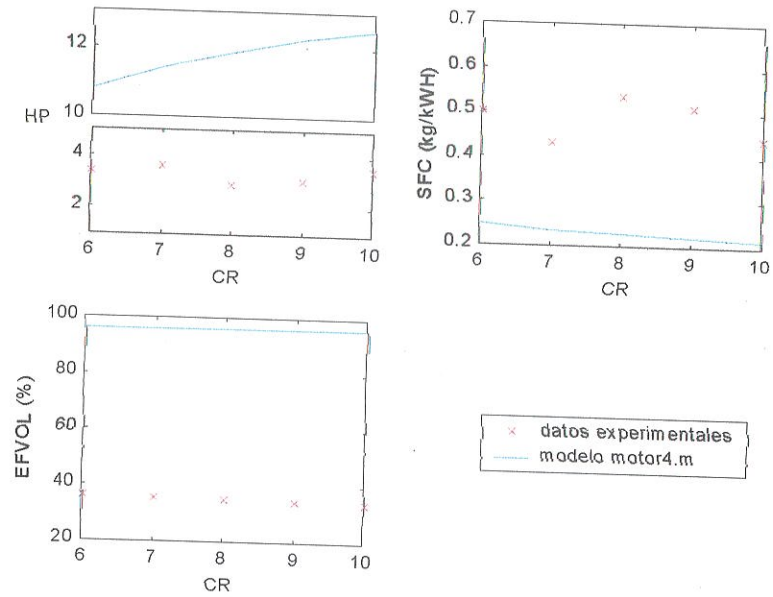 12
HP
10
4
2
6 7 8 9 10
CR
0.7
0.6
0.5
0.4
0.3
0.2
SFC (kg/kWH)
6 7 8 9 10
CR
100
80
60
40
20
EFVOL (%)
6 7 8 9 10
CR
datos experimentales
modelo motor4.m